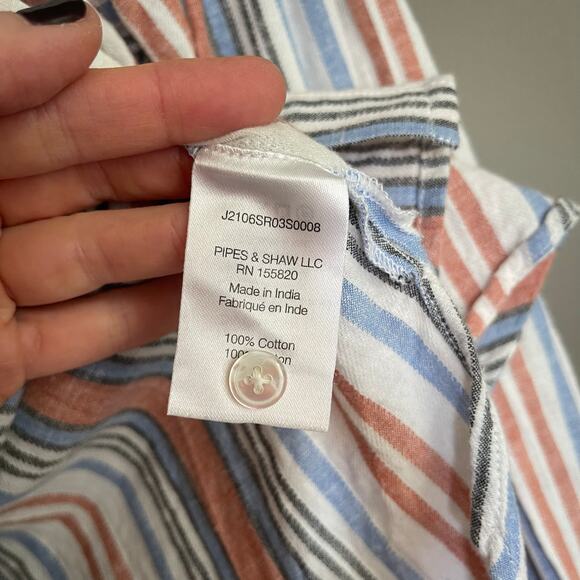 J2106SR03S0008
PIPES & SHAW LLC
RN 155820
Made in India
Fabriqué en Inde
100% Cotton